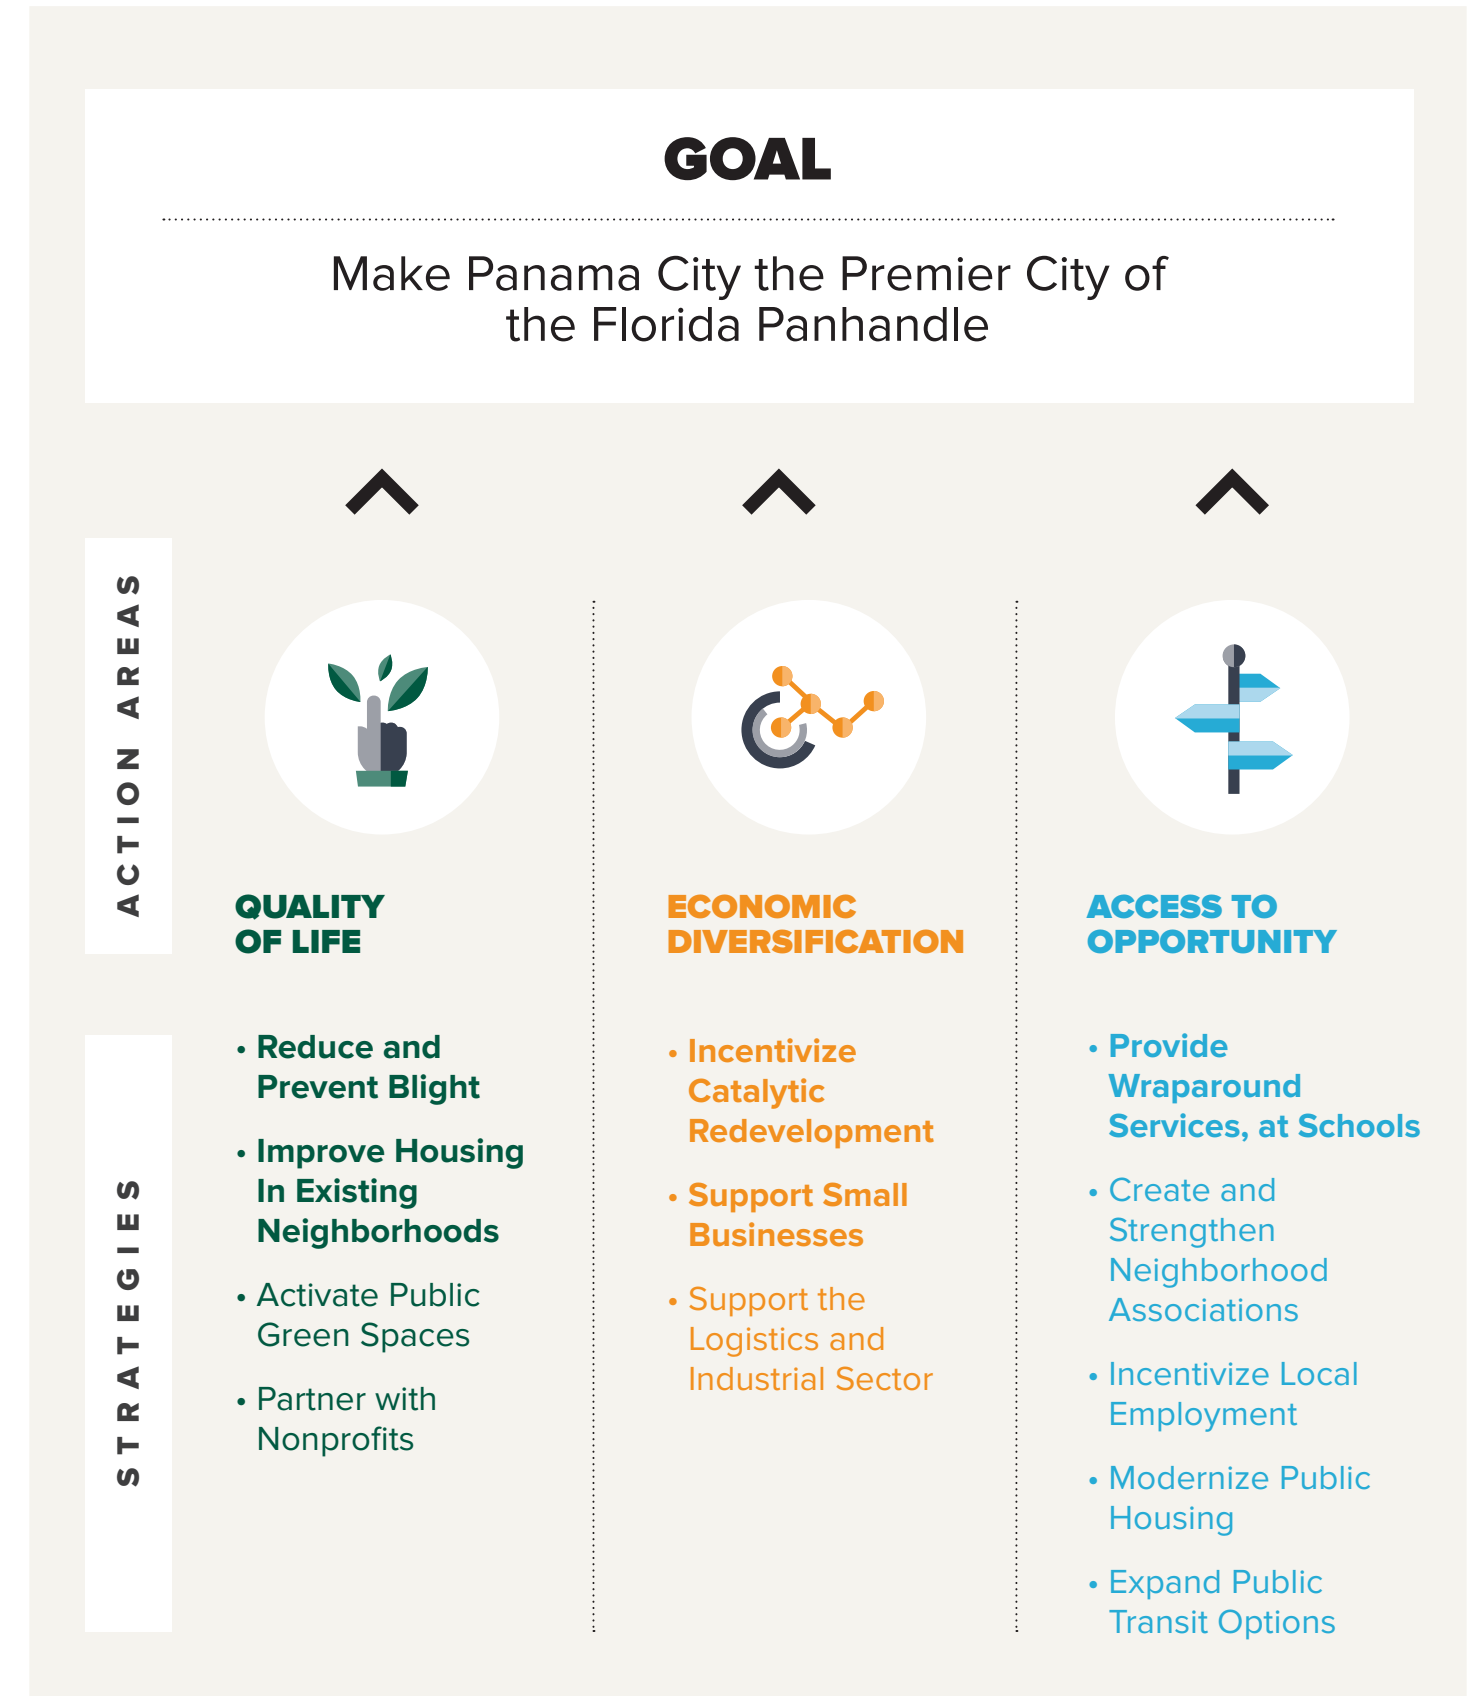 GOAL
Make Panama City the Premier City of
the Florida Panhandle
ACTION AREAS
QUALITY
OF LIFE
ECONOMIC
DIVERSIFICATION
ACCESS TO
OPPORTUNITY
STRATEGIES
• Reduce and
Prevent Blight
• Improve Housing
In Existing
Neighborhoods
• Activate Public
Green Spaces
• Partner with
Nonprofits
• Incentivize
Catalytic
Redevelopment
• Support Small
Businesses
• Support the
Logistics and
Industrial Sector
• Provide
Wraparound
Services, at Schools
• Create and
Strengthen
Neighborhood
Associations
• Incentivize Local
Employment
• Modernize Public
Housing
• Expand Public
Transit Options